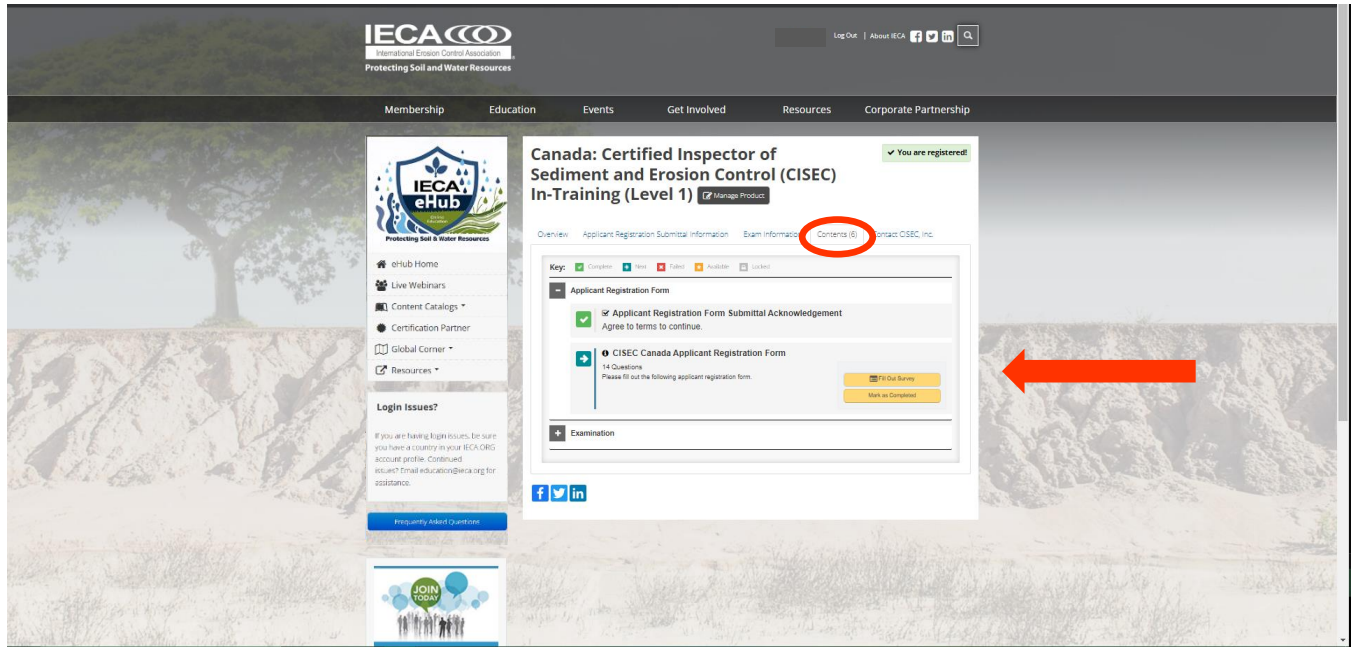 IECA
International Erosion Control Association
Protecting Soil and Water Resources
Log Out | About IECA
Membership Education Events Get Involved Resources Corporate Partnership
IECA
eHub
Protecting Soil & Water Resources
eHub Home
Live Webinars
Content Catalogs
Certification Partner
Global Corner
Resources
Login Issues?
If you are having login issues, be sure
you have a country in your IECA.ORG
account profile. Continued
issues? Email education@ieca.org for
assistance.
Frequently Asked Questions
JOIN
TODAY
Canada: Certified Inspector of
Sediment and Erosion Control (CISEC)
In-Training (Level 1) Manage Product
You are registered!
Overview Applicant Registration Submittal Information Exam Information Contents (6) Contact CISEC, Inc.
Key: Complete Next Failed Available Locked
Applicant Registration Form
Applicant Registration Form Submittal Acknowledgement
Agree to terms to continue.
CISEC Canada Applicant Registration Form
14 Questions
Please fill out the following applicant registration form.
Fill Out Survey
Mark as Completed
Examination